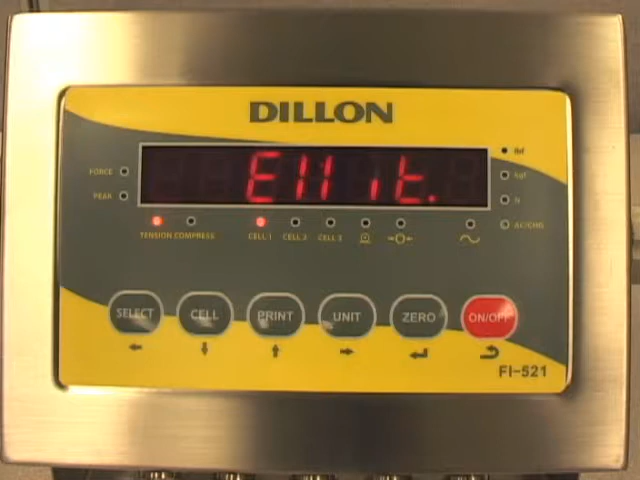 DILLON
FORCE
PEAK
EHit.
lbf
kgf
N
AC/CHG
TENSION COMPRESS CELL 1 CELL 2 CELL 3
SELECT CELL PRINT UNIT ZERO ON/OFF
FI-521